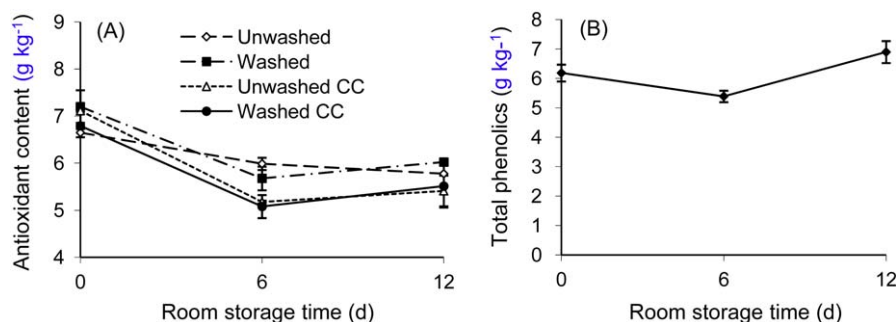 (A)
Antioxidant content (g kg⁻¹)
9
8
7
6
5
4
Unwashed
Washed
Unwashed CC
Washed CC
0 6 12
Room storage time (d)
(B)
Total phenolics (g kg⁻¹)
8
7
6
5
4
3
2
1
0
0 6 12
Room storage time (d)